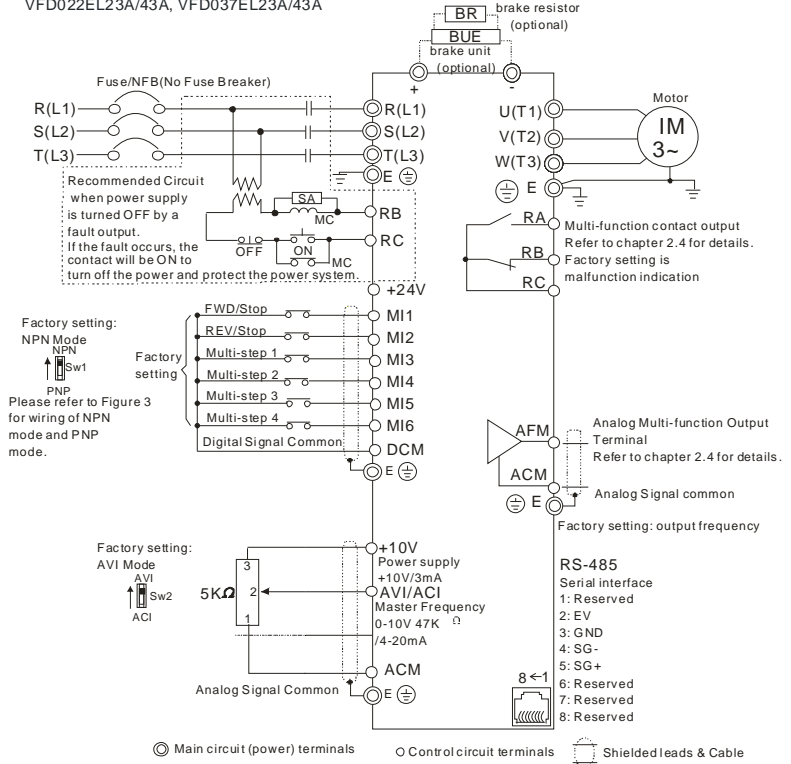 VFD022EL23A/43A, VFD037EL23A/43A
BR
brake resistor
(optional)
BUE
brake unit
(optional)
+
-
Fuse/NFB(No Fuse Breaker)
R(L1)
S(L2)
T(L3)
R(L1)
S(L2)
T(L3)
E
U(T1)
V(T2)
W(T3)
E
Motor
IM
3~
Recommended Circuit
when power supply
is turned OFF by a
fault output.
If the fault occurs, the
contact will be ON to
turn off the power and protect the power system.
SA
MC
OFF
ON
MC
RB
RC
RA
RB
RC
Multi-function contact output
Refer to chapter 2.4 for details.
Factory setting is
malfunction indication
+24V
Factory setting:
NPN Mode
NPN
Sw1
PNP
Please refer to Figure 3
for wiring of NPN
mode and PNP
mode.
Factory
setting
FWD/Stop
REV/Stop
Multi-step 1
Multi-step 2
Multi-step 3
Multi-step 4
Digital Signal Common
MI1
MI2
MI3
MI4
MI5
MI6
DCM
E
AFM
ACM
E
Analog Multi-function Output
Terminal
Refer to chapter 2.4 for details.
Analog Signal common
Factory setting: output frequency
Factory setting:
AVI Mode
AVI
Sw2
ACI
5KΩ
3
2
1
+10V
Power supply
+10V/3mA
AVI/ACI
Master Frequency
0-10V 47K Ω
/4-20mA
ACM
Analog Signal Common
E
RS-485
Serial interface
1: Reserved
2: EV
3: GND
4: SG-
5: SG+
6: Reserved
7: Reserved
8: Reserved
8←1
Main circuit (power) terminals
Control circuit terminals
Shielded leads & Cable